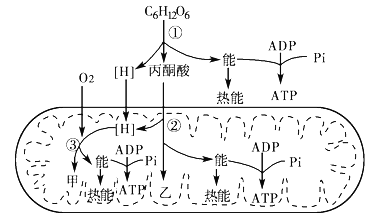 C₆H₁₂O₆
①
[H] 丙酮酸 能 ADP Pi
热能 ATP
O2
[H] ②
③ 能 ADP Pi
甲 热能 ATP 乙
能 ADP Pi
热能 ATP